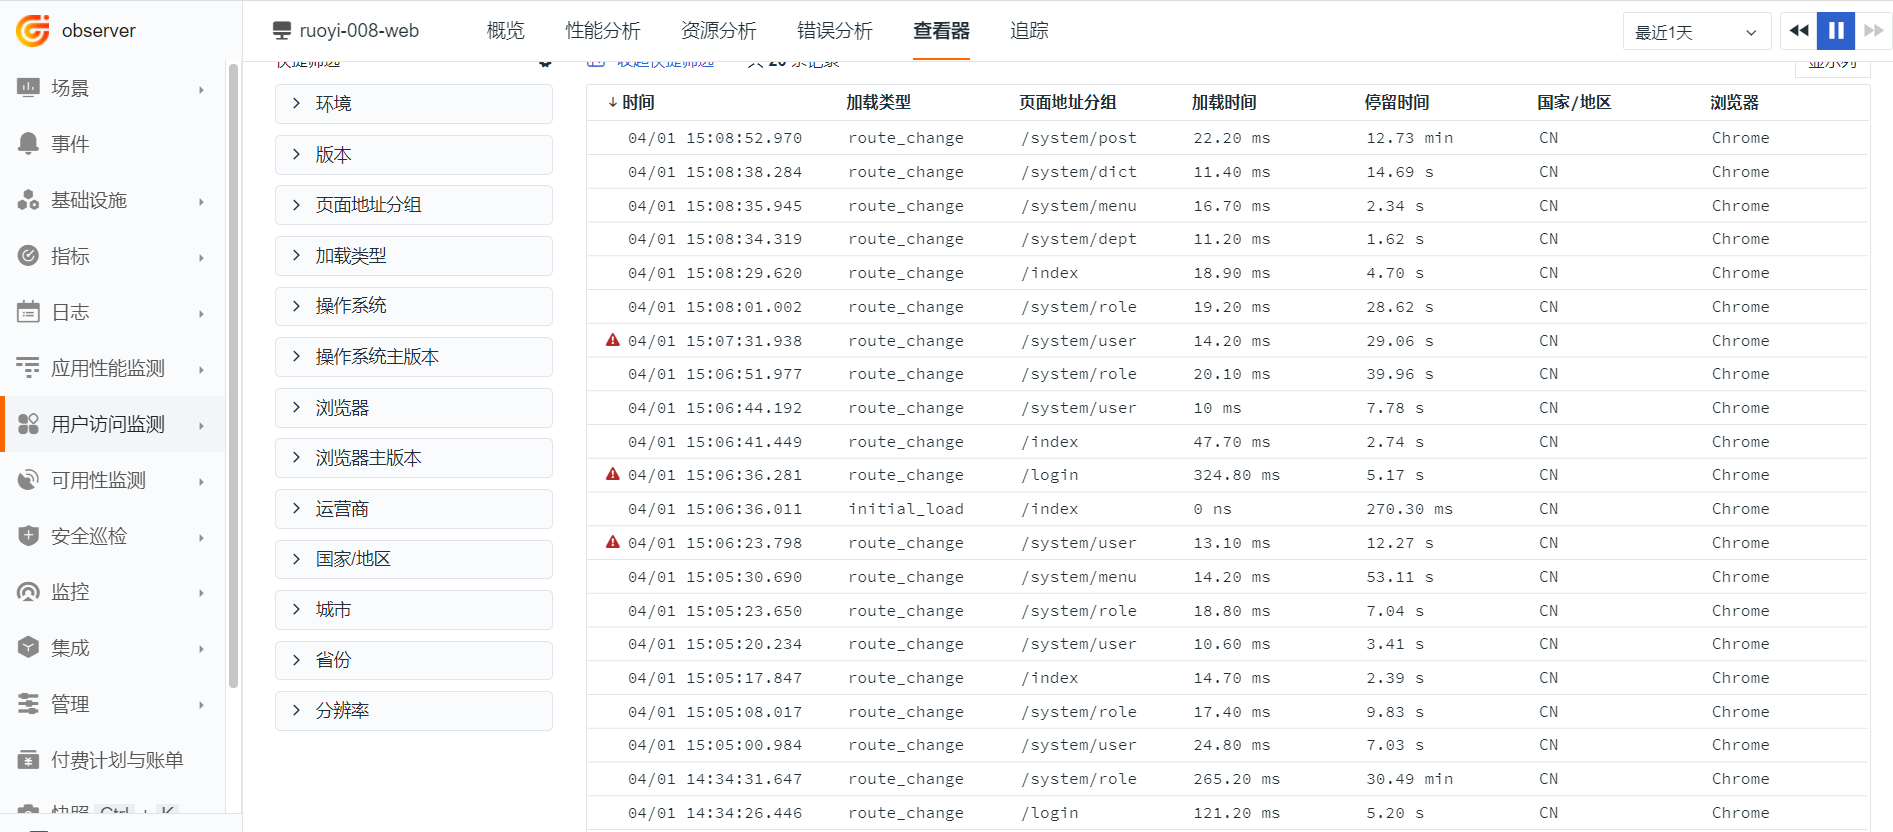 observer
ruoyi-008-web
概览
性能分析
资源分析
错误分析
查看器
追踪
最近1天
场景
事件
基础设施
指标
日志
应用性能监测
用户访问监测
可用性监测
安全巡检
监控
集成
管理
付费计划与账单
快照 Ctrl + K
快捷筛选
环境
版本
页面地址分组
加载类型
操作系统
操作系统主版本
浏览器
浏览器主版本
运营商
国家/地区
城市
省份
分辨率
收起快捷筛选 共 26 条记录
显示列
时间 加载类型 页面地址分组 加载时间 停留时间 国家/地区 浏览器
04/01 15:08:52.970 route_change /system/post 22.20 ms 12.73 min CN Chrome
04/01 15:08:38.284 route_change /system/dict 11.40 ms 14.69 s CN Chrome
04/01 15:08:35.945 route_change /system/menu 16.70 ms 2.34 s CN Chrome
04/01 15:08:34.319 route_change /system/dept 11.20 ms 1.62 s CN Chrome
04/01 15:08:29.620 route_change /index 18.90 ms 4.70 s CN Chrome
04/01 15:08:01.002 route_change /system/role 19.20 ms 28.62 s CN Chrome
04/01 15:07:31.938 route_change /system/user 14.20 ms 29.06 s CN Chrome
04/01 15:06:51.977 route_change /system/role 20.10 ms 39.96 s CN Chrome
04/01 15:06:44.192 route_change /system/user 10 ms 7.78 s CN Chrome
04/01 15:06:41.449 route_change /index 47.70 ms 2.74 s CN Chrome
04/01 15:06:36.281 route_change /login 324.80 ms 5.17 s CN Chrome
04/01 15:06:36.011 initial_load /index 0 ns 270.30 ms CN Chrome
04/01 15:06:23.798 route_change /system/user 13.10 ms 12.27 s CN Chrome
04/01 15:05:30.690 route_change /system/menu 14.20 ms 53.11 s CN Chrome
04/01 15:05:23.650 route_change /system/role 18.80 ms 7.04 s CN Chrome
04/01 15:05:20.234 route_change /system/user 10.60 ms 3.41 s CN Chrome
04/01 15:05:17.847 route_change /index 14.70 ms 2.39 s CN Chrome
04/01 15:05:08.017 route_change /system/role 17.40 ms 9.83 s CN Chrome
04/01 15:05:00.984 route_change /system/user 24.80 ms 7.03 s CN Chrome
04/01 14:34:31.647 route_change /system/role 265.20 ms 30.49 min CN Chrome
04/01 14:34:26.446 route_change /login 121.20 ms 5.20 s CN Chrome